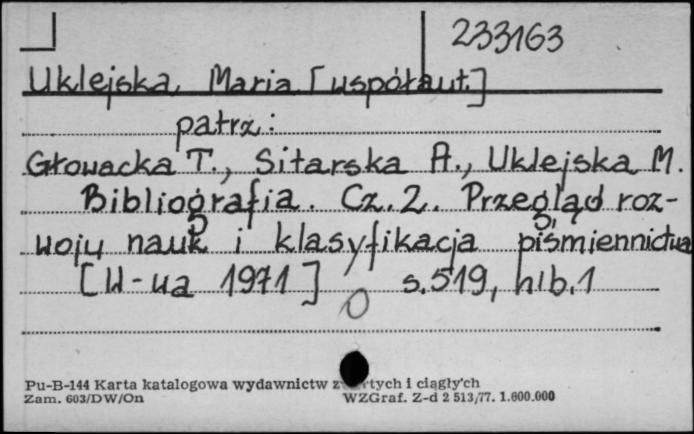 233163
Uklejska, Maria [współaut.]
patrz:
Głowacka T., Sitarska A., Uklejska M.
Bibliografia. Cz. 2. Przegląd roz-
woju nauk i klasyfikacja piśmiennictwa
[W-wa 1971] s. 519, nlb. 1
Pu-B-144 Karta katalogowa wydawnictw i ciągły'ch
Zam. 603/DW/On WZGraf. Z-d 2 513/77. 1.600.000